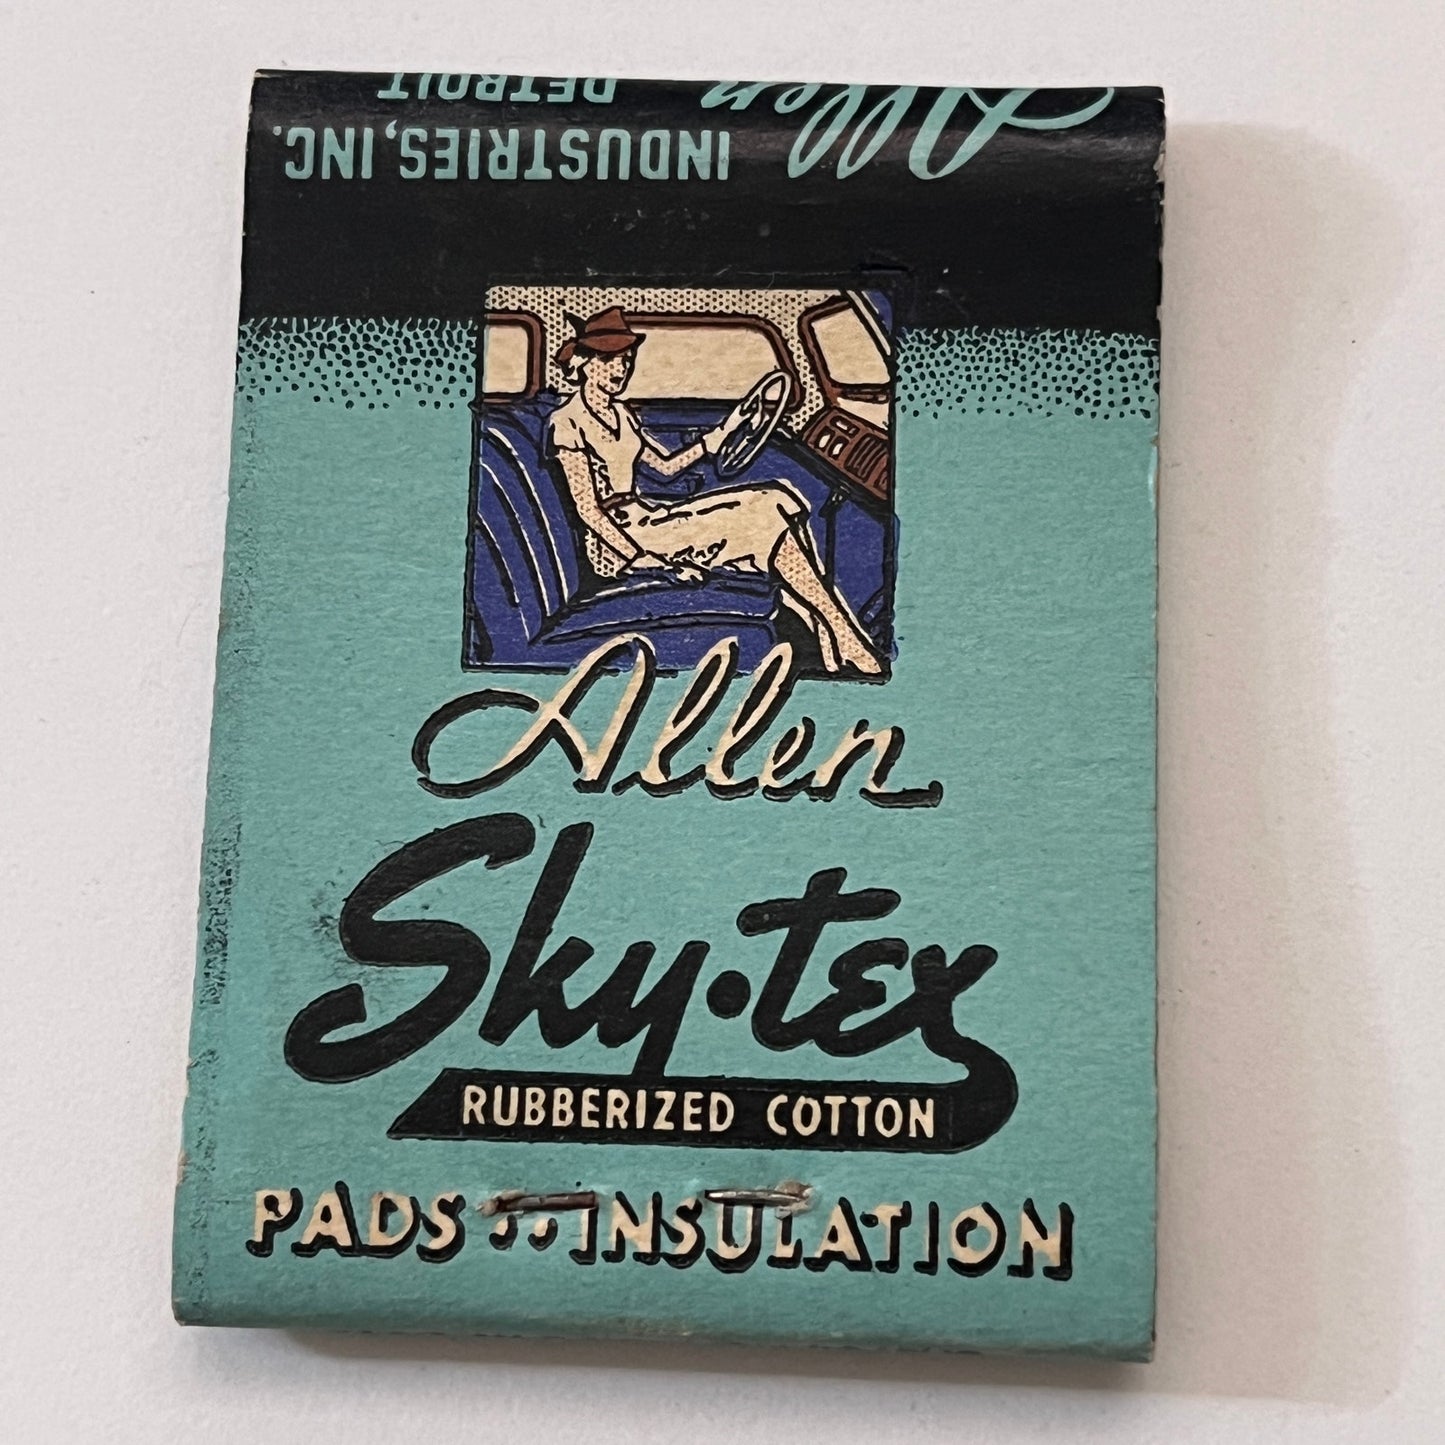 Allen
INDUSTRIES, INC.
DETROIT
Allen
Sky·tex
RUBBERIZED COTTON
PADS·· INSULATION